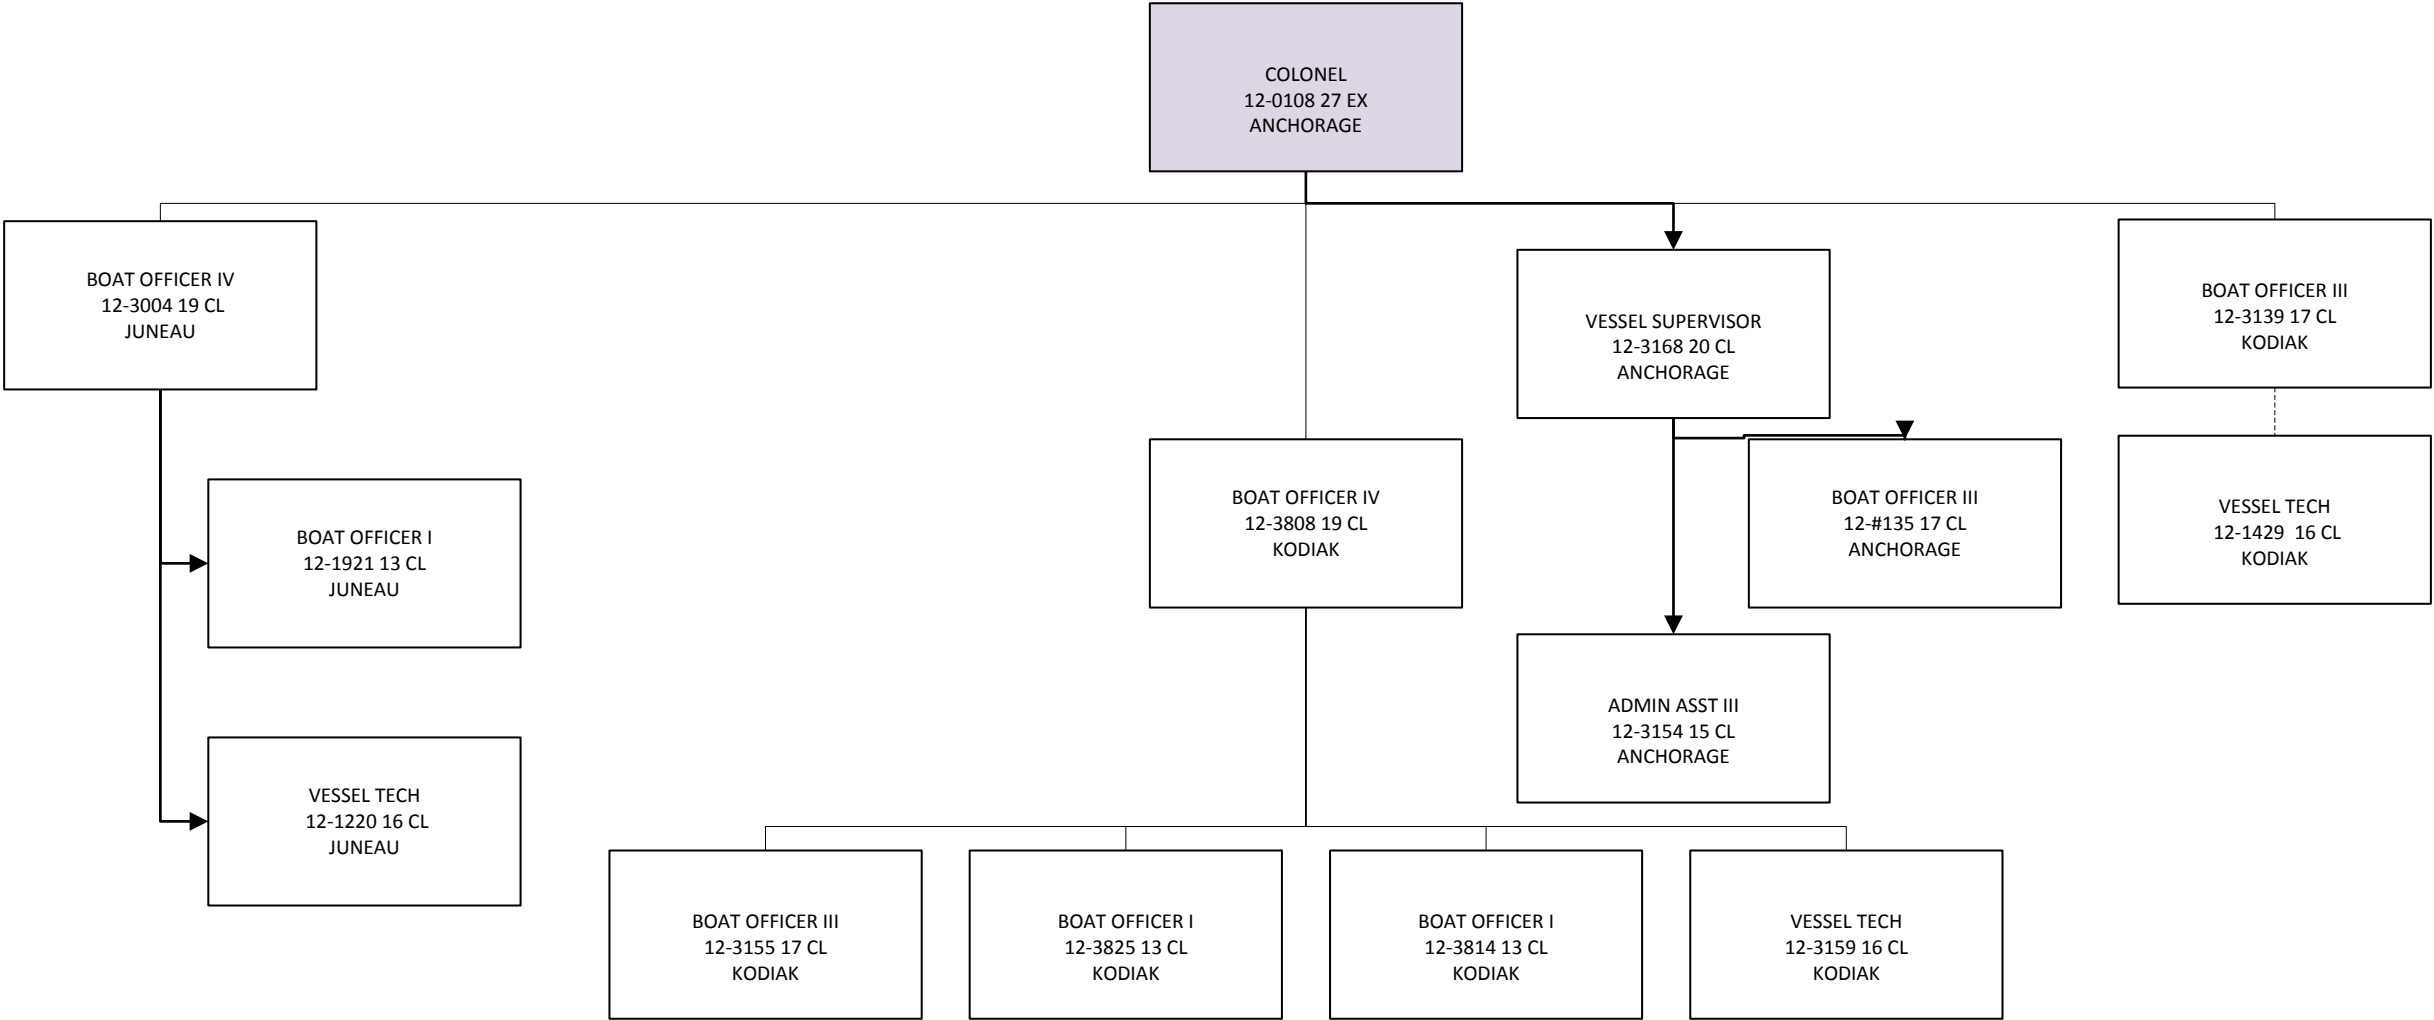 COLONEL
12-0108 27 EX
ANCHORAGE
BOAT OFFICER IV
12-3004 19 CL
JUNEAU
VESSEL SUPERVISOR
12-3168 20 CL
ANCHORAGE
BOAT OFFICER III
12-3139 17 CL
KODIAK
BOAT OFFICER I
12-1921 13 CL
JUNEAU
BOAT OFFICER IV
12-3808 19 CL
KODIAK
BOAT OFFICER III
12-#135 17 CL
ANCHORAGE
VESSEL TECH
12-1429 16 CL
KODIAK
VESSEL TECH
12-1220 16 CL
JUNEAU
ADMIN ASST III
12-3154 15 CL
ANCHORAGE
BOAT OFFICER III
12-3155 17 CL
KODIAK
BOAT OFFICER I
12-3825 13 CL
KODIAK
BOAT OFFICER I
12-3814 13 CL
KODIAK
VESSEL TECH
12-3159 16 CL
KODIAK